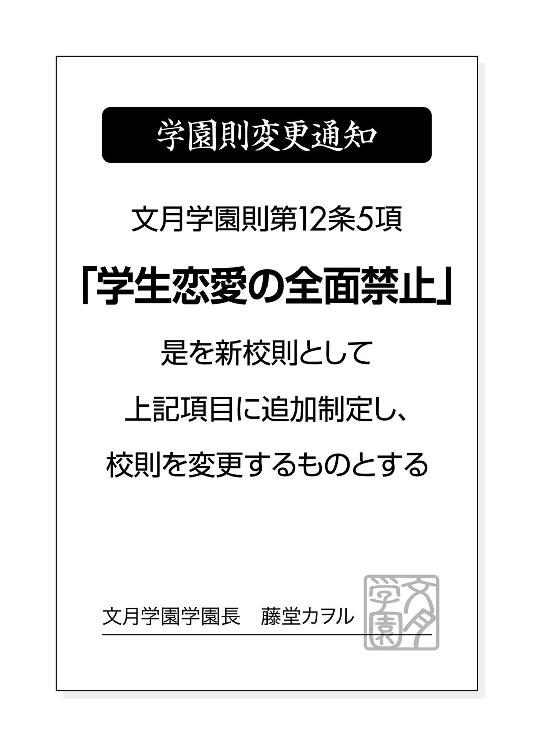 学園則変更通知
文月学園則第12条5項
「学生恋愛の全面禁止」
是を新校則として
上記項目に追加制定し、
校則を変更するものとする
文月学園学園長　藤堂カヲル
文月
学園